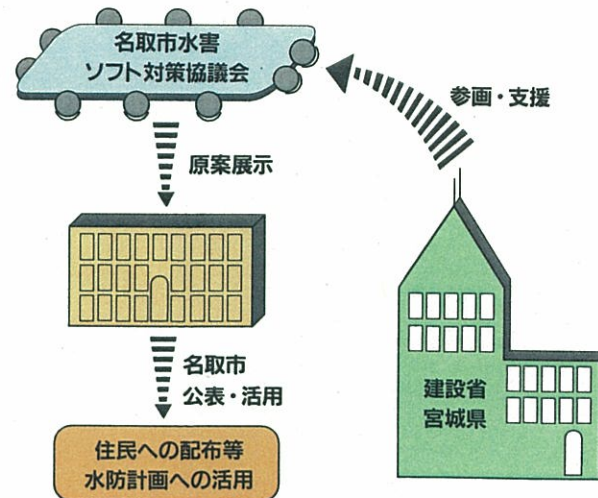 名取市水害
ソフト対策協議会
参画・支援
原案展示
名取市
公表・活用
建設省
宮城県
住民への配布等
水防計画への活用